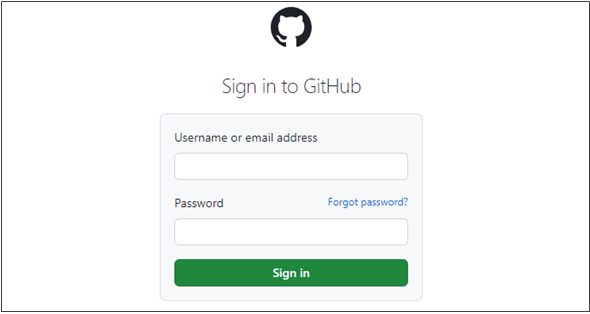 Sign in to GitHub
Username or email address
Password Forgot password?
Sign in